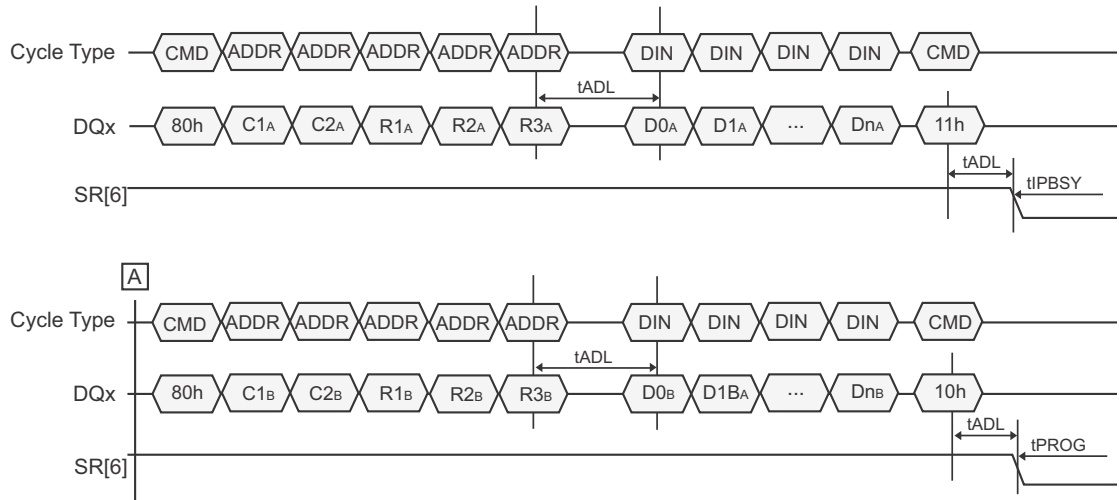 Cycle Type CMD ADDR ADDR ADDR ADDR ADDR DIN DIN DIN DIN CMD
tADL
DQx 80h C1A C2A R1A R2A R3A D0A D1A ... DnA 11h
tADL
SR[6] tIPBSY
A
Cycle Type CMD ADDR ADDR ADDR ADDR ADDR DIN DIN DIN DIN CMD
tADL
DQx 80h C1B C2B R1B R2B R3B D0B D1BA ... DnB 10h
tADL
SR[6] tPROG